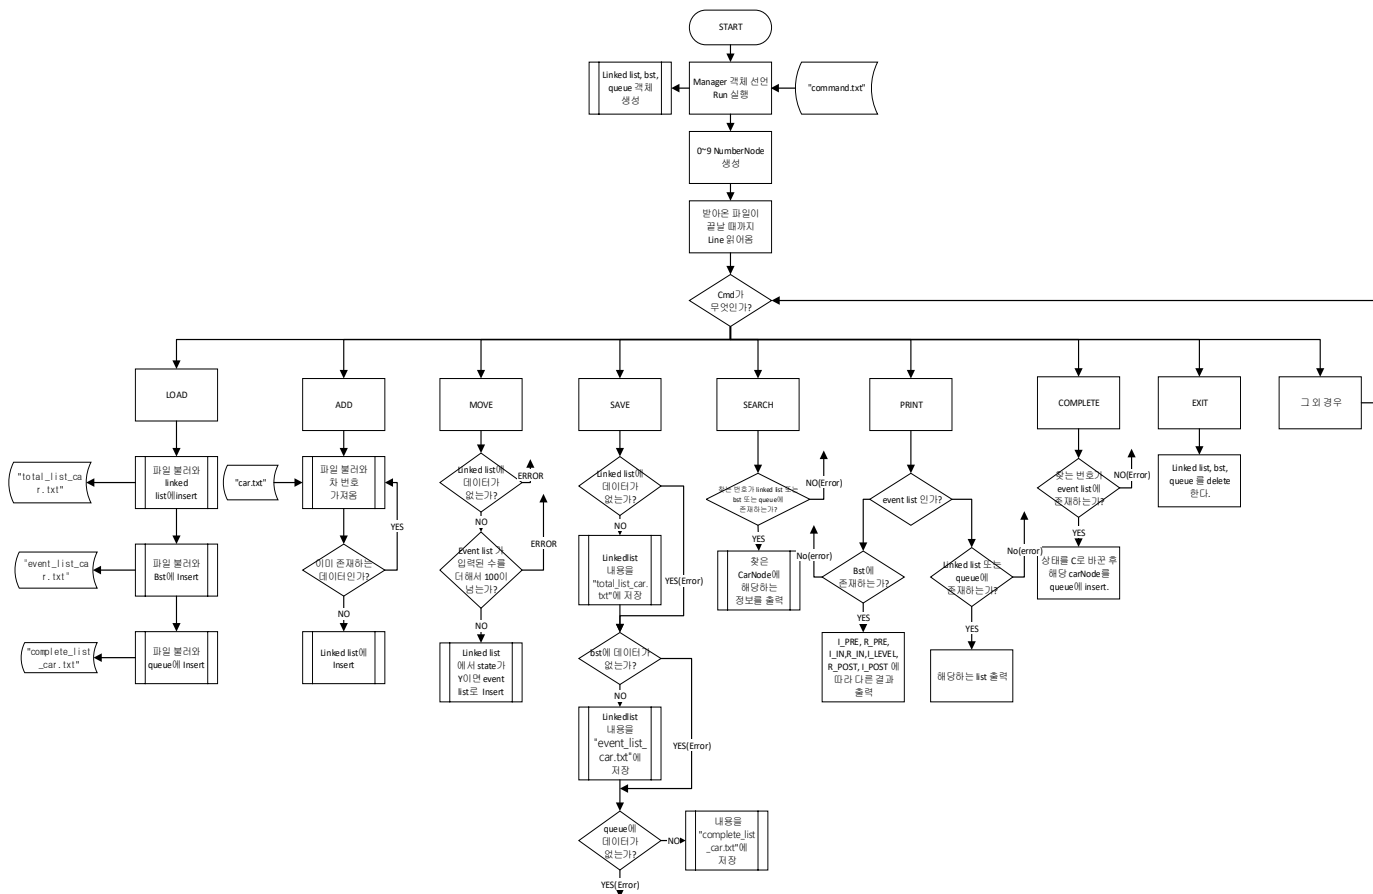 START
Linked list, bst,
queue 객체
생성
Manager 객체 선언
Run 실행
"command.txt"
0~9 NumberNode
생성
받아온 파일이
끝날 때까지
Line 읽어옴
Cmd가
무엇인가?
LOAD
ADD
MOVE
SAVE
SEARCH
PRINT
COMPLETE
EXIT
그 외 경우
"total_list_ca
r.txt"
파일 불러와
linked
list에insert
"event_list_ca
r.txt"
파일 불러와
Bst에 Insert
"complete_list
_car.txt"
파일 불러와
queue에 Insert
"car.txt"
파일 불러와
차 번호
가져옴
YES
이미 존재하는
데이터인가?
NO
Linked list에
Insert
Linked list에
데이터가
없는가?
ERROR
NO
Event list 가
입력된 수를
더해서 100이
넘는가?
ERROR
NO
Linked list
에서 state가
Y이면 event
list로 Insert
Linked list에
데이터가
없는가?
NO
YES(Error)
Linkedlist
내용을
"total_list_car.
txt"에 저장
bst에 데이터가
없는가?
NO
YES(Error)
Linkedlist
내용을
"event_list_
car.txt"에
저장
queue에
데이터가
없는가?
NO
내용을
"complete_list
_car.txt"에
저장
YES(Error)
찾는 번호가 linked list 또는
bst 또는 queue에
존재하는가?
NO(Error)
YES
찾은
CarNode에
해당하는
정보를 출력
event list 인가?
Bst에
존재하는가?
No(error)
YES
I_PRE, R_PRE,
I_IN,R_IN,I_LEVEL,
R_POST, I_POST 에
따라 다른 결과
출력
Linked list 또는
queue에
존재하는가?
No(error)
YES
해당하는 list 출력
찾는 번호가
event list에
존재하는가?
NO(Error)
YES
상태를 C로 바꾼 후
해당 carNode를
queue에 insert.
Linked list, bst,
queue 를 delete
한다.